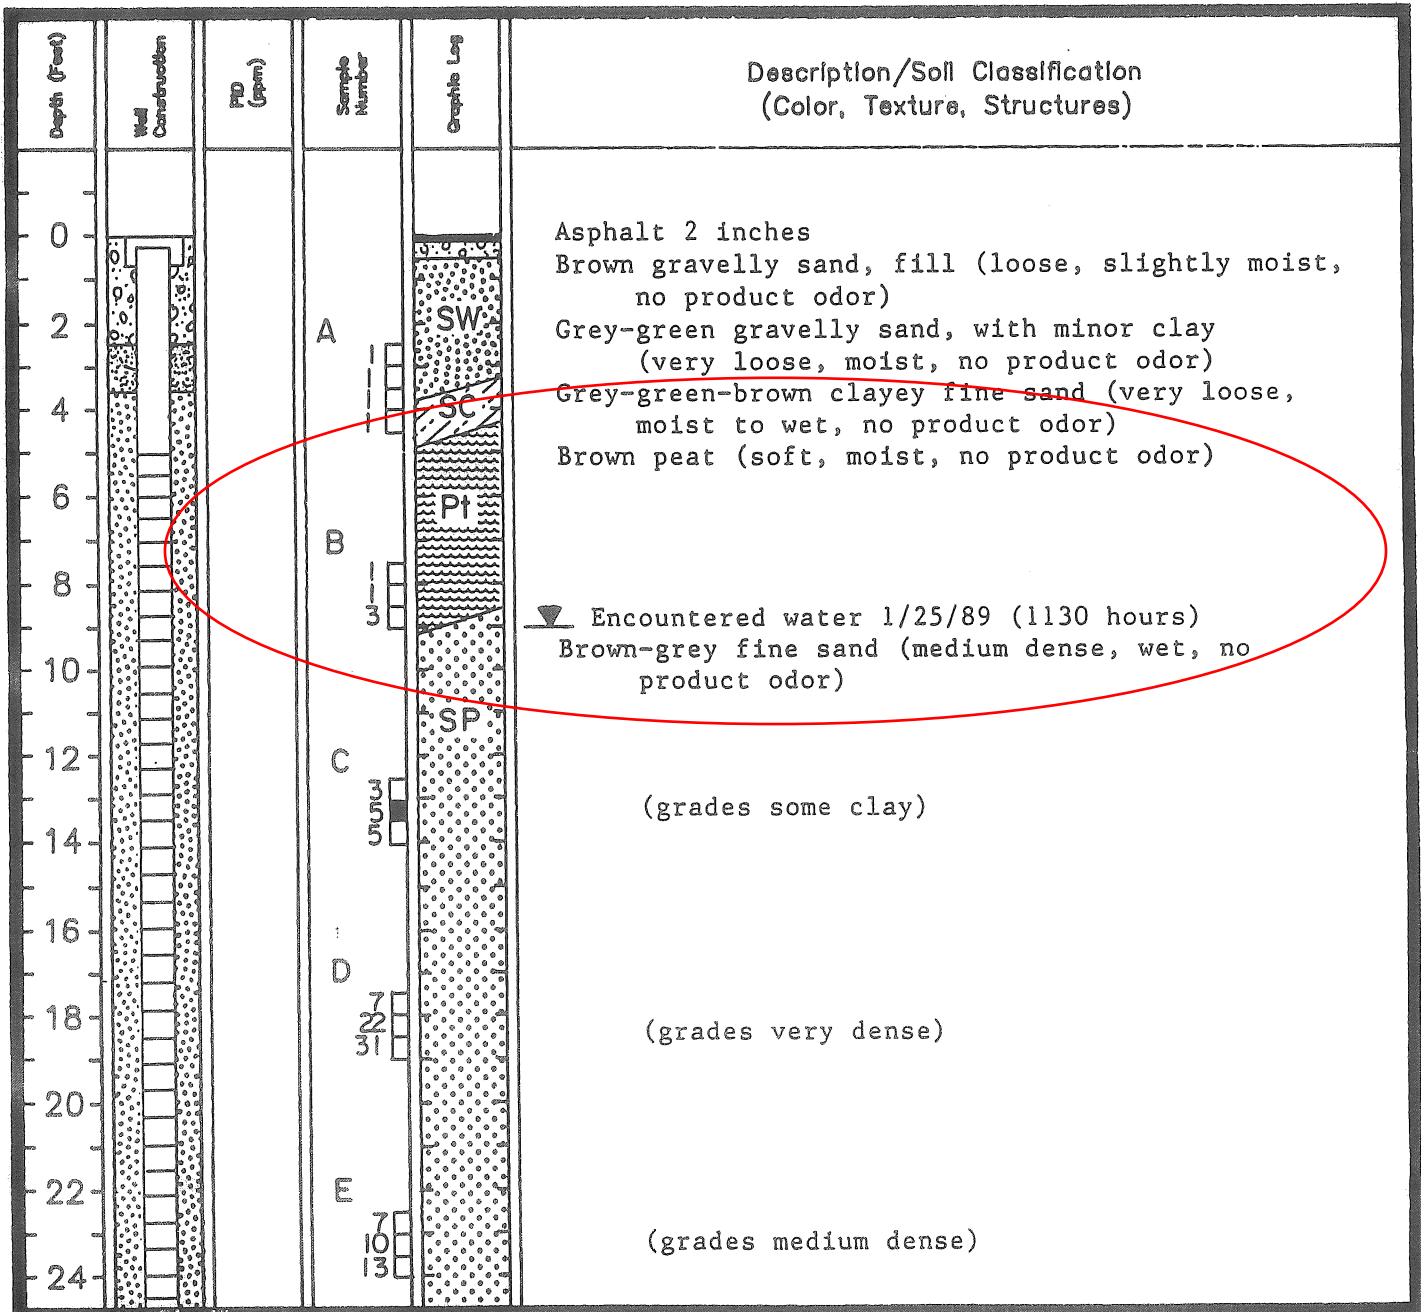 Depth (Feet)
Well
Construction
PID
(ppm)
Sample
Number
Graphic Log
Description/Soil Classification
(Color, Texture, Structures)
0
2
4
6
8
10
12
14
16
18
20
22
24
A
1
1
1
1
B
1
1
3
C
3
5
5
D
7
22
31
E
7
10
13
SW
SC
Pt
SP
Asphalt 2 inches
Brown gravelly sand, fill (loose, slightly moist,
no product odor)
Grey-green gravelly sand, with minor clay
(very loose, moist, no product odor)
Grey-green-brown clayey fine sand (very loose,
moist to wet, no product odor)
Brown peat (soft, moist, no product odor)
Encountered water 1/25/89 (1130 hours)
Brown-grey fine sand (medium dense, wet, no
product odor)
(grades some clay)
(grades very dense)
(grades medium dense)